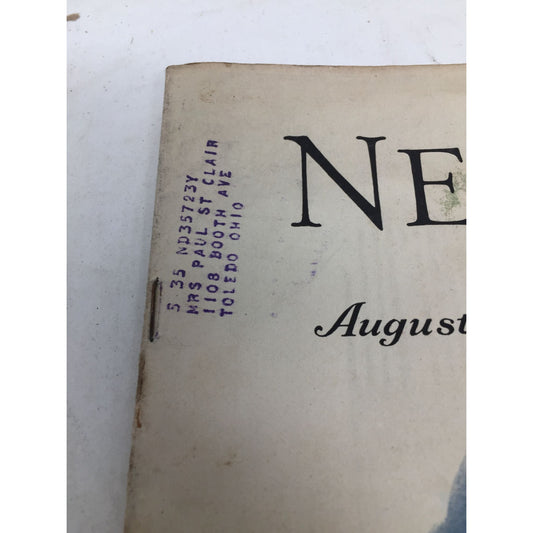 NE
August
5 35 ND35723Y
MRS PAUL ST CLAIR
1108 BOOTH AVE
TOLEDO OHIO